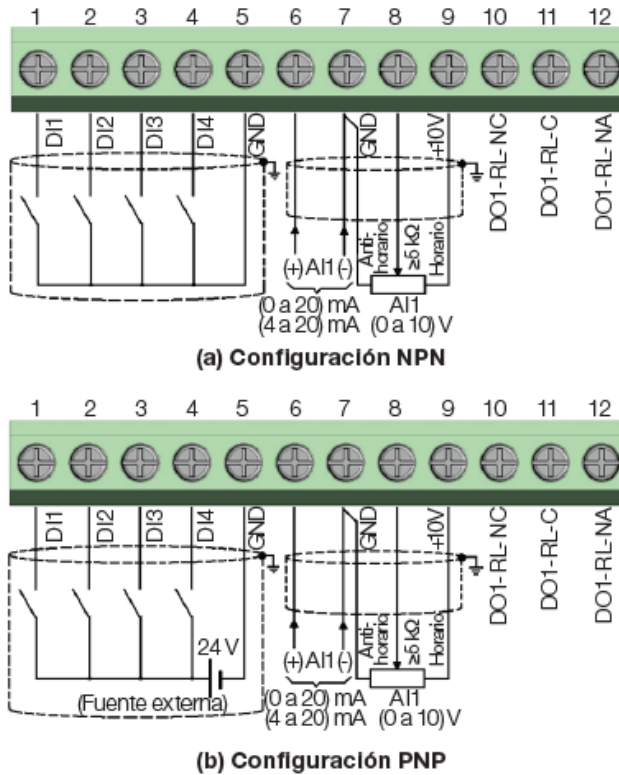 1 2 3 4 5 6 7 8 9 10 11 12
DI1
DI2
DI3
DI4
GND
GND
+10V
DO1-RL-NC
DO1-RL-C
DO1-RL-NA
Anti-
horario
≥5 kΩ
Horario
(+) AI1 (-)
(0 a 20) mA
(4 a 20) mA
AI1
(0 a 10) V
(a) Configuración NPN
1 2 3 4 5 6 7 8 9 10 11 12
DI1
DI2
DI3
DI4
GND
GND
+10V
DO1-RL-NC
DO1-RL-C
DO1-RL-NA
24 V
(Fuente externa)
Anti-
horario
≥5 kΩ
Horario
(+) AI1 (-)
(0 a 20) mA
(4 a 20) mA
AI1
(0 a 10) V
(b) Configuración PNP